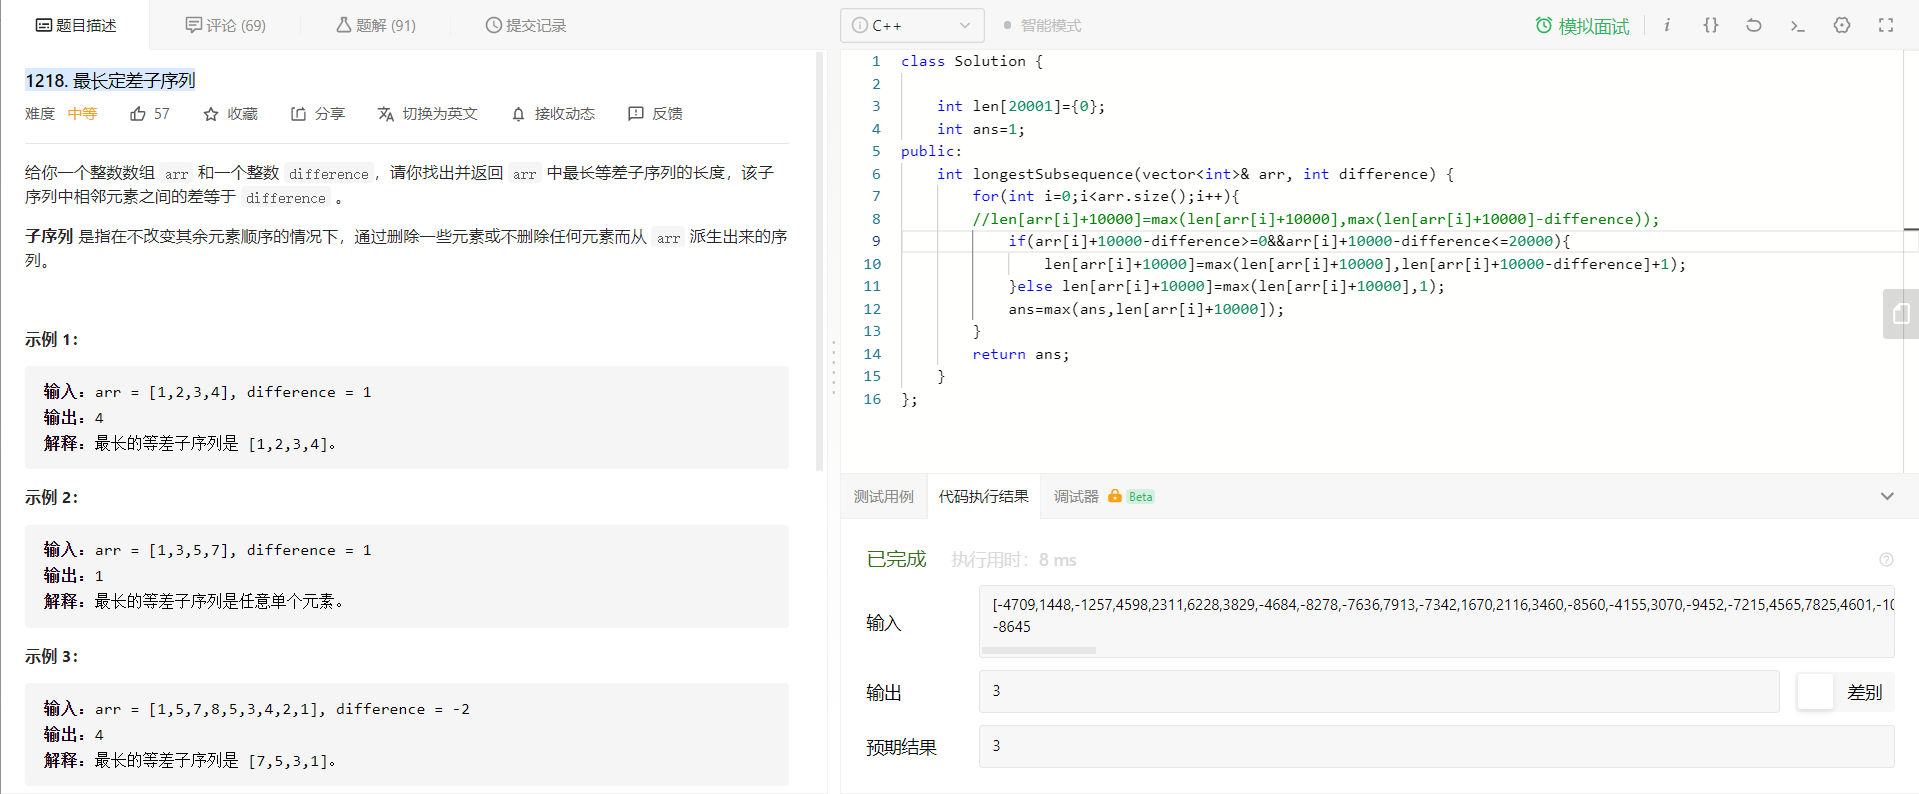 题目描述
评论 (69)
题解 (91)
提交记录
1218. 最长定差子序列
难度 中等 57 收藏 分享 切换为英文 接收动态 反馈
给你一个整数数组 arr 和一个整数 difference，请你找出并返回 arr 中最长等差子序列的长度，该子
序列中相邻元素之间的差等于 difference 。
子序列 是指在不改变其余元素顺序的情况下，通过删除一些元素或不删除任何元素而从 arr 派生出来的序
列。
示例 1：
输入：arr = [1,2,3,4], difference = 1
输出：4
解释：最长的等差子序列是 [1,2,3,4]。
示例 2：
输入：arr = [1,3,5,7], difference = 1
输出：1
解释：最长的等差子序列是任意单个元素。
示例 3：
输入：arr = [1,5,7,8,5,3,4,2,1], difference = -2
输出：4
解释：最长的等差子序列是 [7,5,3,1]。
C++
智能模式
模拟面试
1 class Solution {
2
3 int len[20001]={0};
4 int ans=1;
5 public:
6 int longestSubsequence(vector<int>& arr, int difference) {
7 for(int i=0;i<arr.size();i++){
8 //len[arr[i]+10000]=max(len[arr[i]+10000],max(len[arr[i]+10000]-difference));
9 if(arr[i]+10000-difference>=0&&arr[i]+10000-difference<=20000){
10 len[arr[i]+10000]=max(len[arr[i]+10000],len[arr[i]+10000-difference]+1);
11 }else len[arr[i]+10000]=max(len[arr[i]+10000],1);
12 ans=max(ans,len[arr[i]+10000]);
13 }
14 return ans;
15 }
16 };
测试用例
代码执行结果
调试器 Beta
已完成 执行用时：8 ms
输入
[-4709,1448,-1257,4598,2311,6228,3829,-4684,-8278,-7636,7913,-7342,1670,2116,3460,-8560,-4155,3070,-9452,-7215,4565,7825,4601,-10
-8645
输出
3
差别
预期结果
3